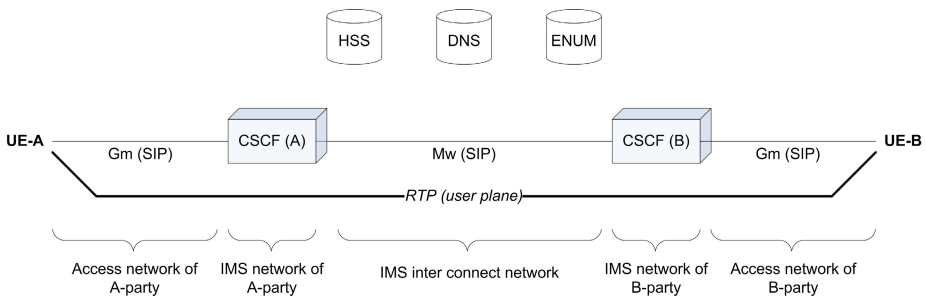 HSS
DNS
ENUM
UE-A
CSCF (A)
CSCF (B)
UE-B
Gm (SIP)
Mw (SIP)
Gm (SIP)
RTP (user plane)
Access network of
A-party
IMS network of
A-party
IMS inter connect network
IMS network of
B-party
Access network of
B-party